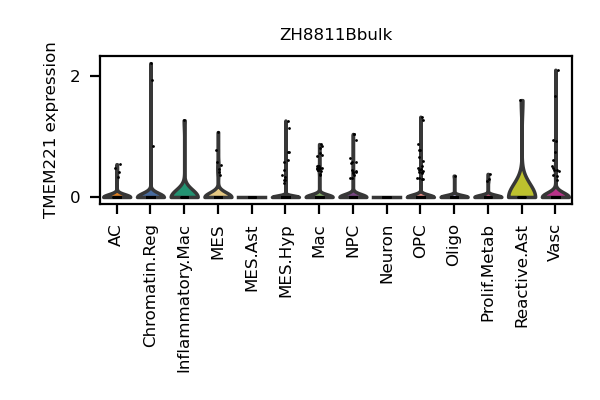 ZH8811Bbulk
TMEM221 expression
2
0
AC
Chromatin.Reg
Inflammatory.Mac
MES
MES.Ast
MES.Hyp
Mac
NPC
Neuron
OPC
Oligo
Prolif.Metab
Reactive.Ast
Vasc